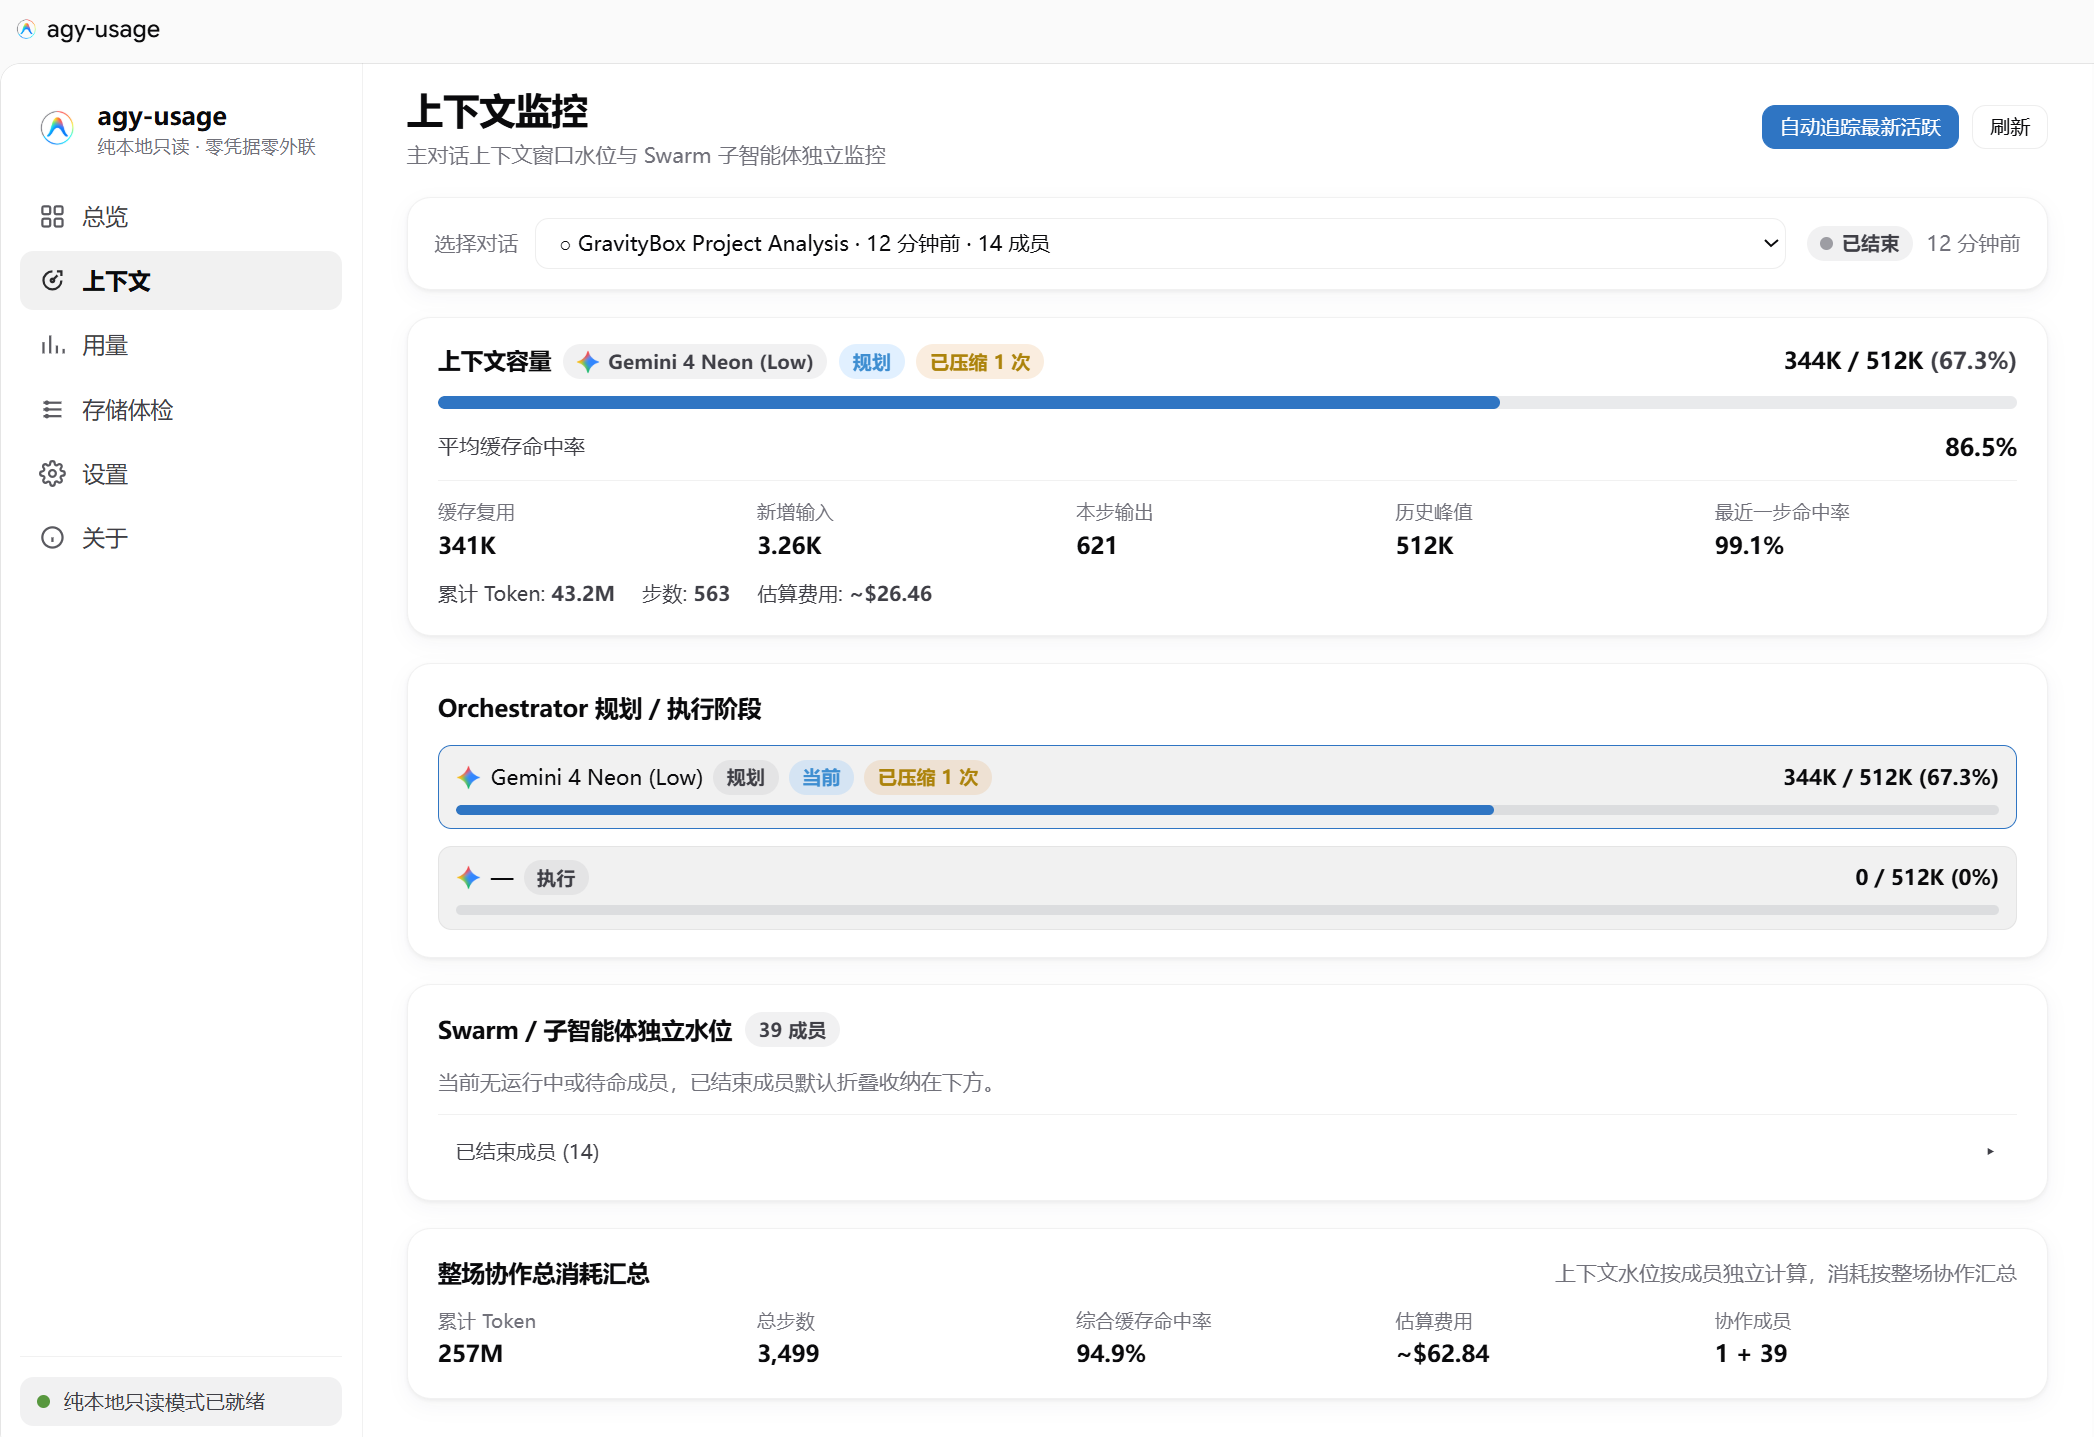 agy-usage
agy-usage
纯本地只读 · 零凭据零外联
总览
上下文
用量
存储体检
设置
关于
纯本地只读模式已就绪
上下文监控
主对话上下文窗口水位与 Swarm 子智能体独立监控
自动追踪最新活跃
刷新
选择对话
○ GravityBox Project Analysis · 12 分钟前 · 14 成员
已结束
12 分钟前
上下文容量
Gemini 4 Neon (Low)
规划
已压缩 1 次
344K / 512K (67.3%)
平均缓存命中率
86.5%
缓存复用
341K
新增输入
3.26K
本步输出
621
历史峰值
512K
最近一步命中率
99.1%
累计 Token: 43.2M
步数: 563
估算费用: ~$26.46
Orchestrator 规划 / 执行阶段
Gemini 4 Neon (Low)
规划
当前
已压缩 1 次
344K / 512K (67.3%)
—
执行
0 / 512K (0%)
Swarm / 子智能体独立水位
39 成员
当前无运行中或待命成员，已结束成员默认折叠收纳在下方。
已结束成员 (14)
整场协作总消耗汇总
上下文水位按成员独立计算，消耗按整场协作汇总
累计 Token
257M
总步数
3,499
综合缓存命中率
94.9%
估算费用
~$62.84
协作成员
1 + 39